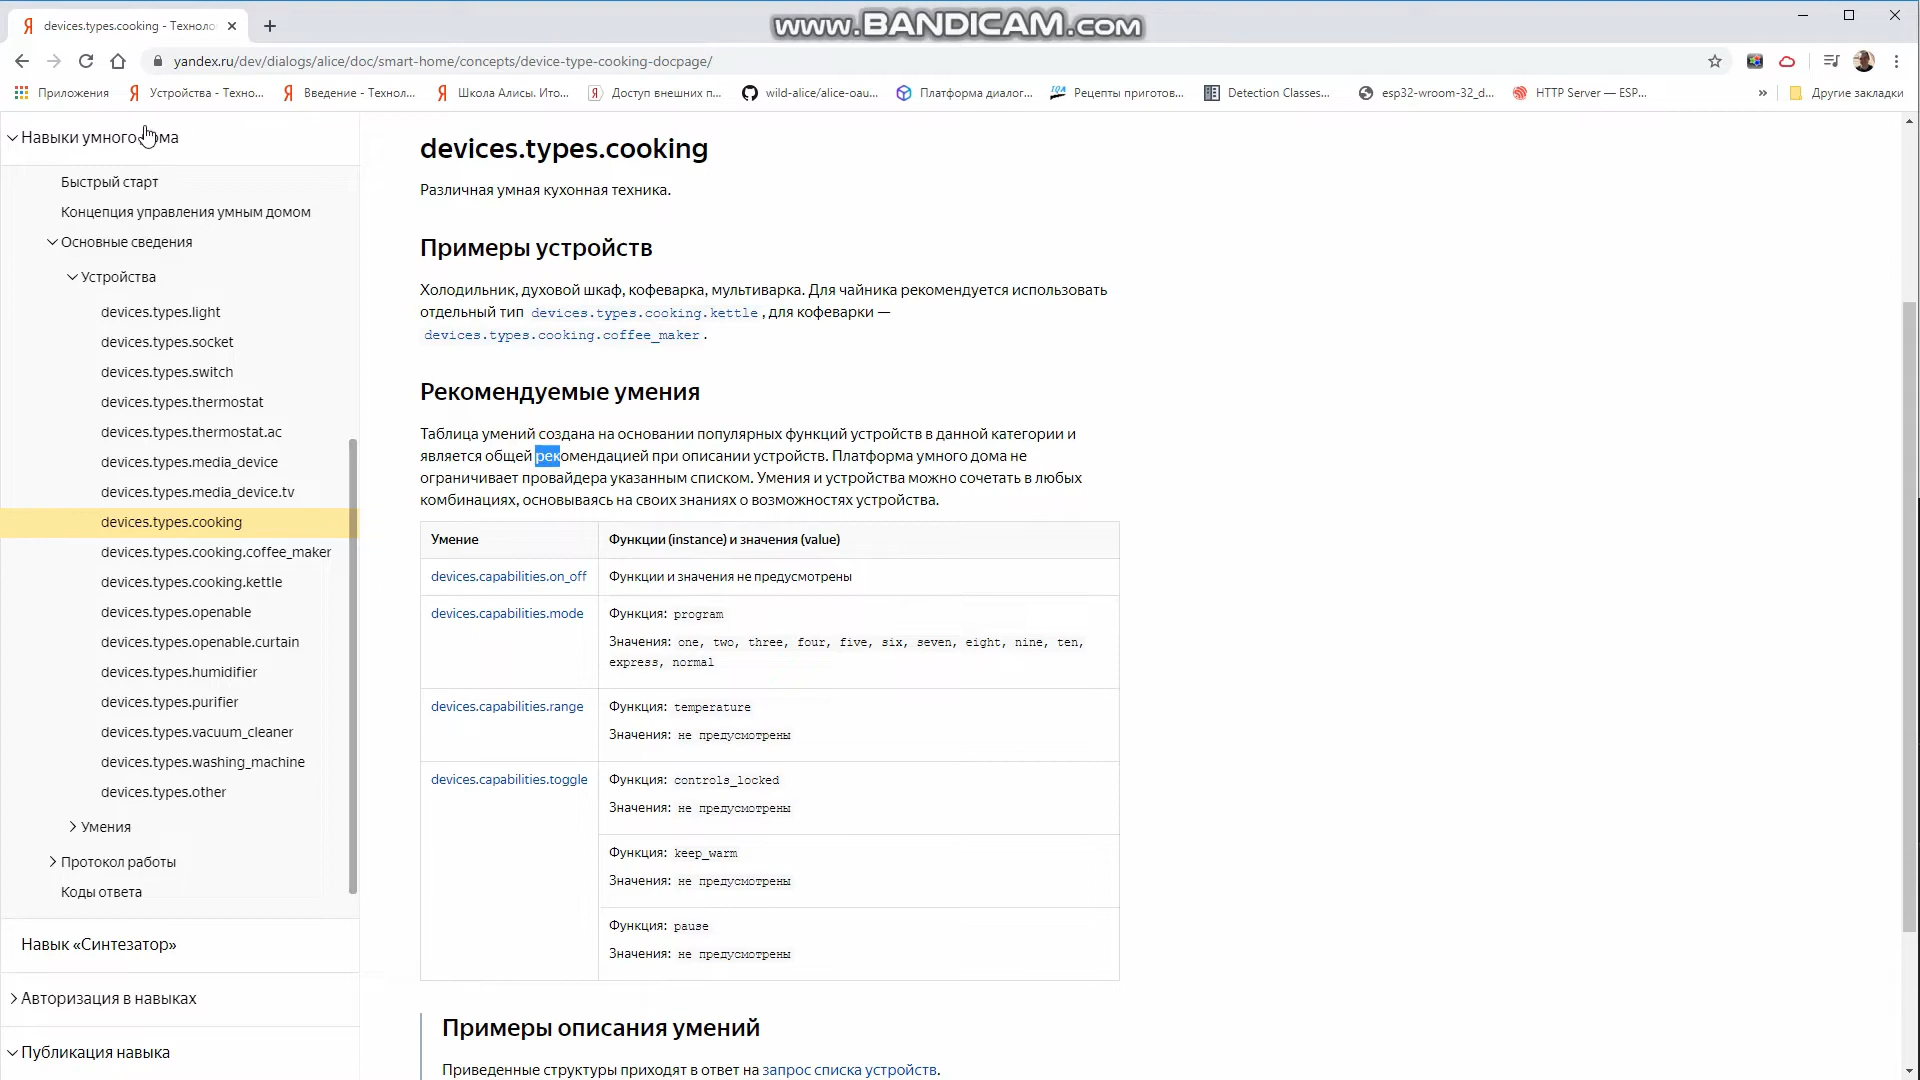 devices.types.cooking - Техноло
www.BANDICAM.com
yandex.ru/dev/dialogs/alice/doc/smart-home/concepts/device-type-cooking-docpage/
Приложения
Устройства - Техно...
Введение - Технол...
Школа Алисы. Ито...
Доступ внешних п...
wild-alice/alice-oau...
Платформа диалог...
Рецепты приготов...
Detection Classes...
esp32-wroom-32_d...
HTTP Server — ESP...
»
Другие закладки
Навыки умного дома
Быстрый старт
Концепция управления умным домом
Основные сведения
Устройства
devices.types.light
devices.types.socket
devices.types.switch
devices.types.thermostat
devices.types.thermostat.ac
devices.types.media_device
devices.types.media_device.tv
devices.types.cooking
devices.types.cooking.coffee_maker
devices.types.cooking.kettle
devices.types.openable
devices.types.openable.curtain
devices.types.humidifier
devices.types.purifier
devices.types.vacuum_cleaner
devices.types.washing_machine
devices.types.other
Умения
Протокол работы
Коды ответа
Навык «Синтезатор»
Авторизация в навыках
Публикация навыка
devices.types.cooking
Различная умная кухонная техника.
Примеры устройств
Холодильник, духовой шкаф, кофеварка, мультиварка. Для чайника рекомендуется использовать
отдельный тип devices.types.cooking.kettle, для кофеварки —
devices.types.cooking.coffee_maker.
Рекомендуемые умения
Таблица умений создана на основании популярных функций устройств в данной категории и
является общей рекомендацией при описании устройств. Платформа умного дома не
ограничивает провайдера указанным списком. Умения и устройства можно сочетать в любых
комбинациях, основываясь на своих знаниях о возможностях устройства.
Умение
Функции (instance) и значения (value)
devices.capabilities.on_off
Функции и значения не предусмотрены
devices.capabilities.mode
Функция: program
Значения: one, two, three, four, five, six, seven, eight, nine, ten,
express, normal
devices.capabilities.range
Функция: temperature
Значения: не предусмотрены
devices.capabilities.toggle
Функция: controls_locked
Значения: не предусмотрены
Функция: keep_warm
Значения: не предусмотрены
Функция: pause
Значения: не предусмотрены
Примеры описания умений
Приведенные структуры приходят в ответ на запрос списка устройств.